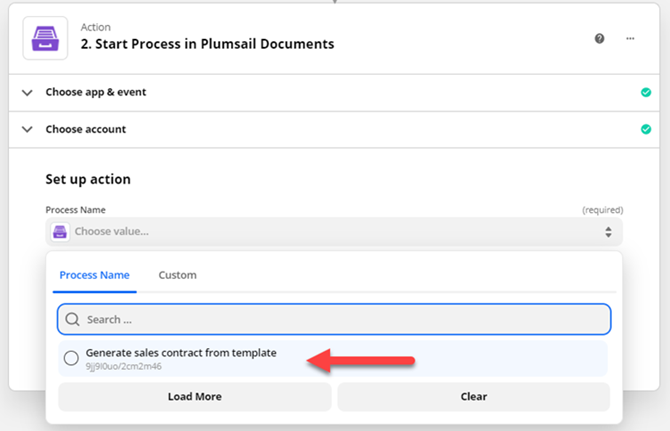 Action
2. Start Process in Plumsail Documents
Choose app & event
Choose account
Set up action
Process Name (required)
Choose value...
Process Name Custom
Search ...
Generate sales contract from template
9jj9l0uo/2cm2m46
Load More Clear